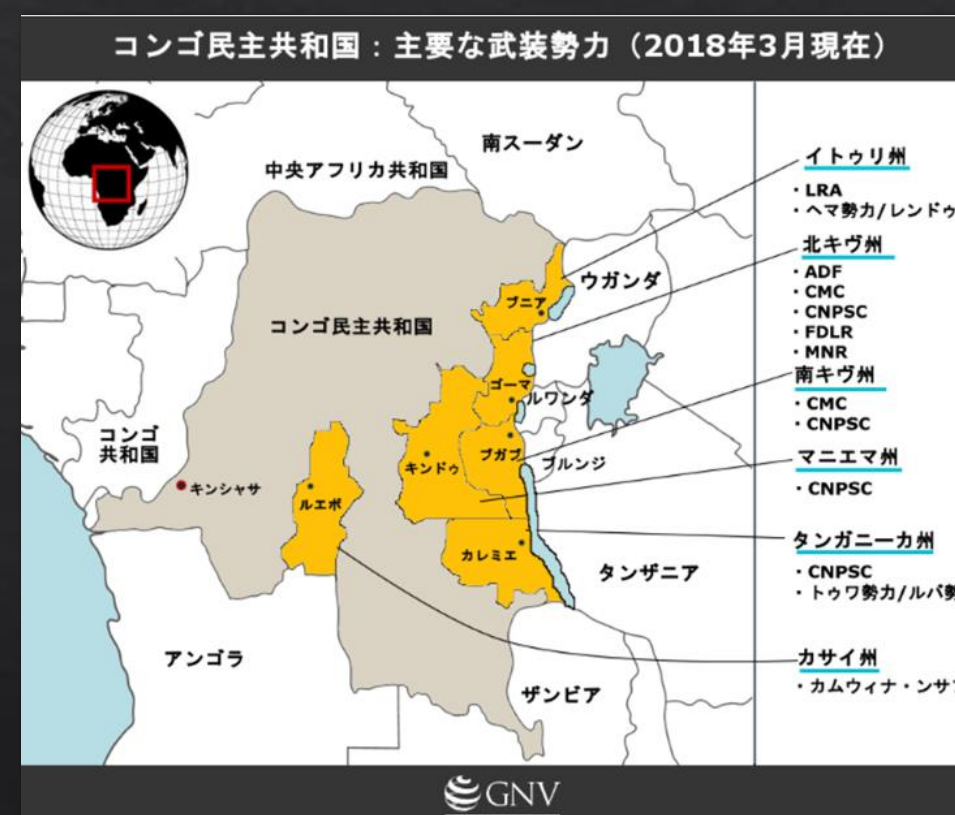 コンゴ民主共和国：主要な武装勢力（2018年3月現在）
南スーダン
中央アフリカ共和国
ウガンダ
ブニア
コンゴ民主共和国
ゴーマ
ルワンダ
コンゴ
共和国
キンシャサ
ルエボ
キンドゥ
ブガブ
ブルンジ
カレミエ
タンザニア
アンゴラ
ザンビア
イトゥリ州
・LRA
・ヘマ勢力/レンドゥ
北キヴ州
・ADF
・CMC
・CNPSC
・FDLR
・MNR
南キヴ州
・CMC
・CNPSC
マニエマ州
・CNPSC
タンガニーカ州
・CNPSC
・トゥワ勢力/ルバ勢
カサイ州
・カムウィナ・ンサ
GNV